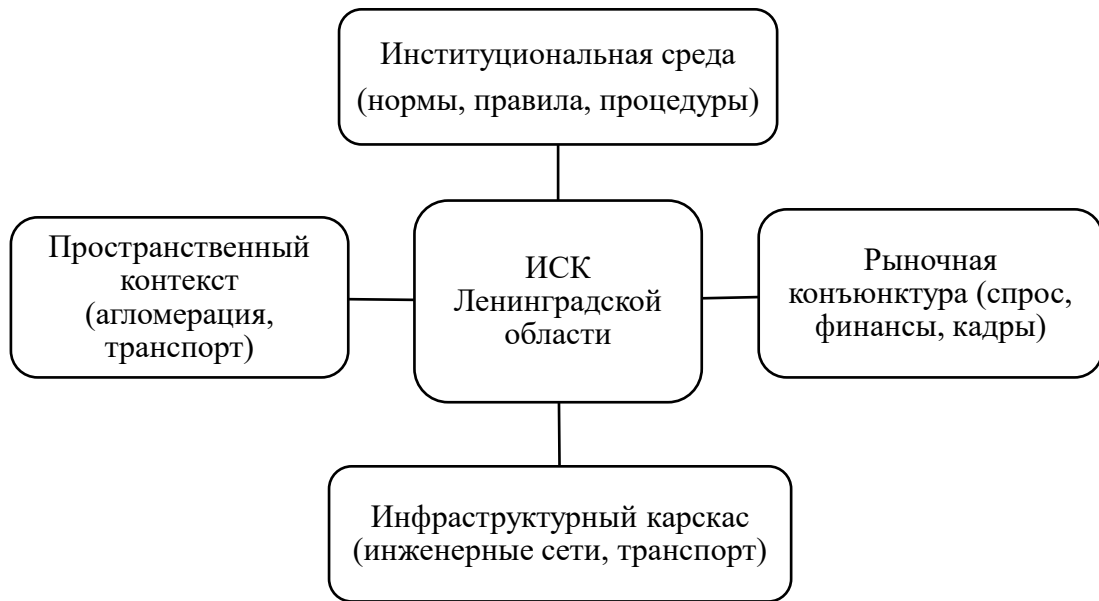 Институциональная среда
(нормы, правила, процедуры)
Пространственный
контекст
(агломерация,
транспорт)
ИСК
Ленинградской
области
Рыночная
конъюнктура (спрос,
финансы, кадры)
Инфраструктурный карскас
(инженерные сети, транспорт)